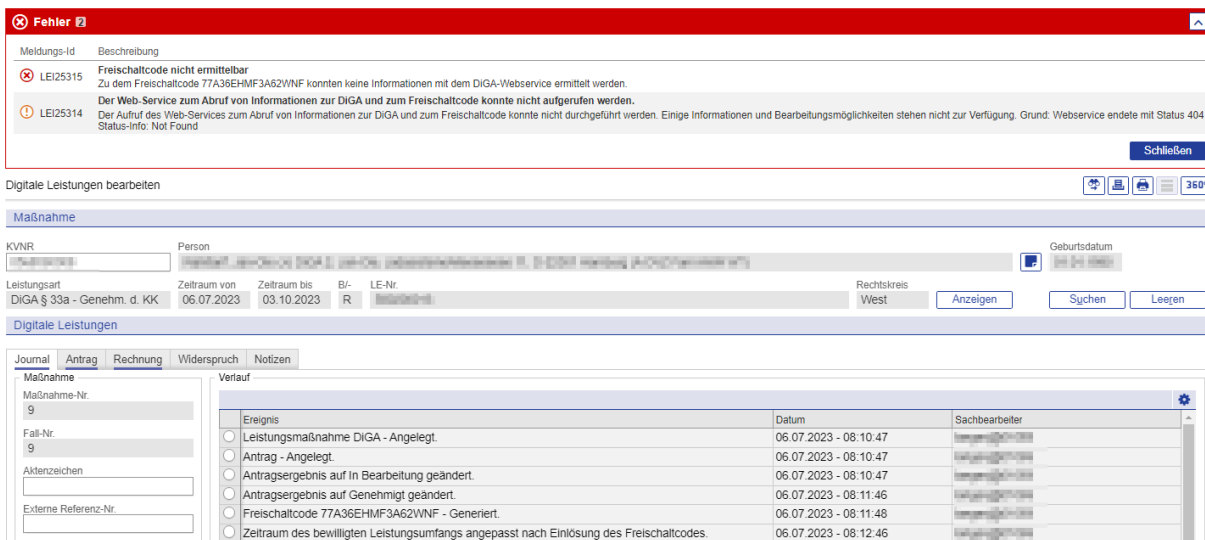 Fehler 2
Meldungs-Id Beschreibung
LEI25315 Freischaltcode nicht ermittelbar
Zu dem Freischaltcode 77A36EHMF3A62WNF konnten keine Informationen mit dem DiGA-Webservice ermittelt werden.
Der Web-Service zum Abruf von Informationen zur DiGA und zum Freischaltcode konnte nicht aufgerufen werden.
LEI25314 Der Aufruf des Web-Services zum Abruf von Informationen zur DiGA und zum Freischaltcode konnte nicht durchgeführt werden. Einige Informationen und Bearbeitungsmöglichkeiten stehen nicht zur Verfügung. Grund: Webservice endete mit Status 404
Status-Info: Not Found
Schließen
Digitale Leistungen bearbeiten
360°
Maßnahme
KVNR Person Geburtsdatum
Leistungsart Zeitraum von Zeitraum bis B/- LE-Nr. Rechtskreis
DiGA § 33a - Genehm. d. KK 06.07.2023 03.10.2023 R West Anzeigen Suchen Leeren
Digitale Leistungen
Journal Antrag Rechnung Widerspruch Notizen
Maßnahme Verlauf
Maßnahme-Nr.
9
Ereignis Datum Sachbearbeiter
Fall-Nr.
9
Leistungsmaßnahme DiGA - Angelegt. 06.07.2023 - 08:10:47
Antrag - Angelegt. 06.07.2023 - 08:10:47
Aktenzeichen
Antragsergebnis auf In Bearbeitung geändert. 06.07.2023 - 08:10:47
Antragsergebnis auf Genehmigt geändert. 06.07.2023 - 08:11:46
Externe Referenz-Nr.
Freischaltcode 77A36EHMF3A62WNF - Generiert. 06.07.2023 - 08:11:48
Zeitraum des bewilligten Leistungsumfangs angepasst nach Einlösung des Freischaltcodes. 06.07.2023 - 08:12:46